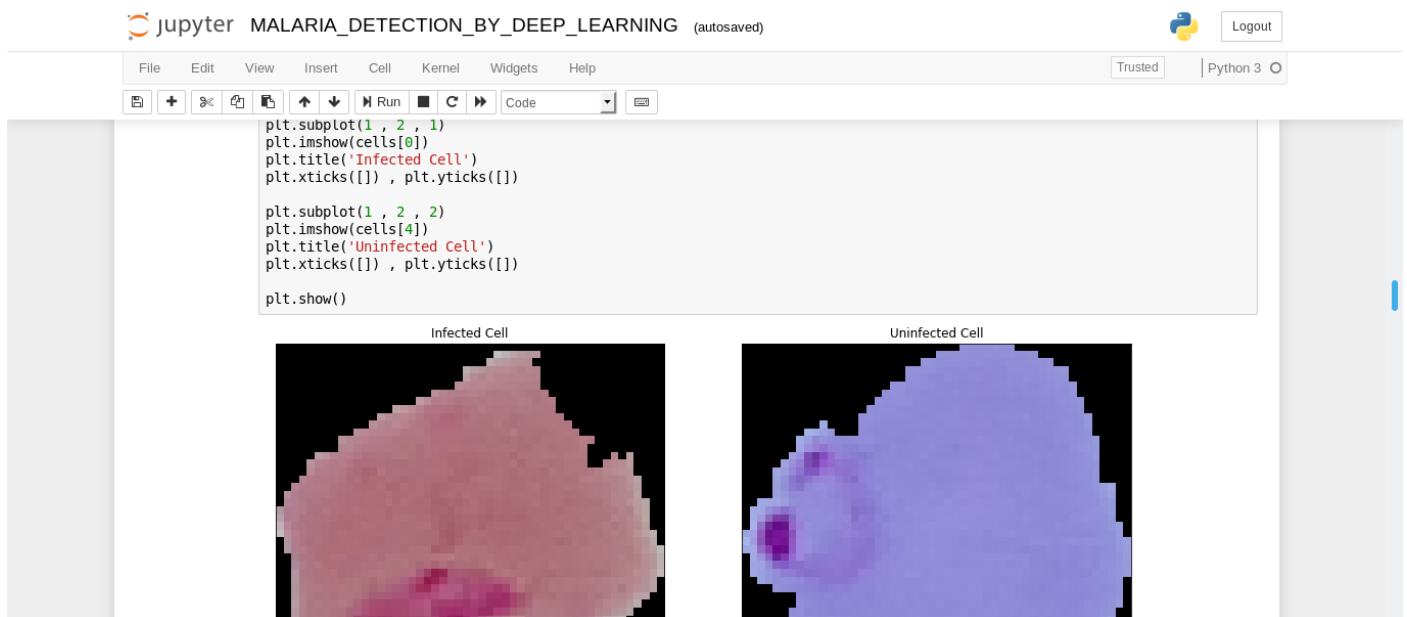 jupyter MALARIA_DETECTION_BY_DEEP_LEARNING (autosaved) Logout
File Edit View Insert Cell Kernel Widgets Help Trusted Python 3
Run Code
plt.subplot(1 , 2 , 1)
plt.imshow(cells[0])
plt.title('Infected Cell')
plt.xticks([]) , plt.yticks([])
plt.subplot(1 , 2 , 2)
plt.imshow(cells[4])
plt.title('Uninfected Cell')
plt.xticks([]) , plt.yticks([])
plt.show()
Infected Cell Uninfected Cell